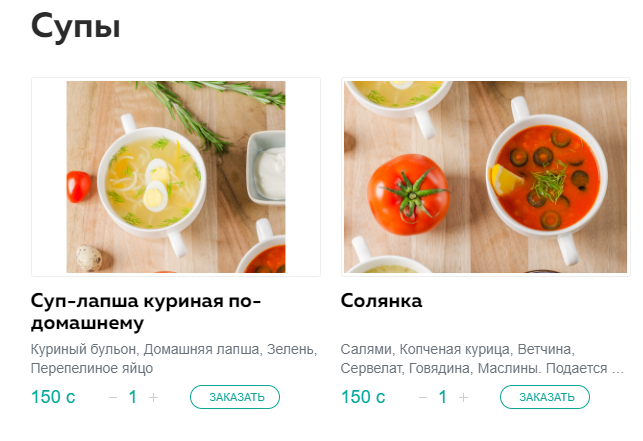 Супы
Суп-лапша куриная по-
домашнему
Куриный бульон, Домашняя лапша, Зелень,
Перепелиное яйцо
150 с − 1 + ЗАКАЗАТЬ
Солянка
Салями, Копченая курица, Ветчина,
Сервелат, Говядина, Маслины. Подается ...
150 с − 1 + ЗАКАЗАТЬ